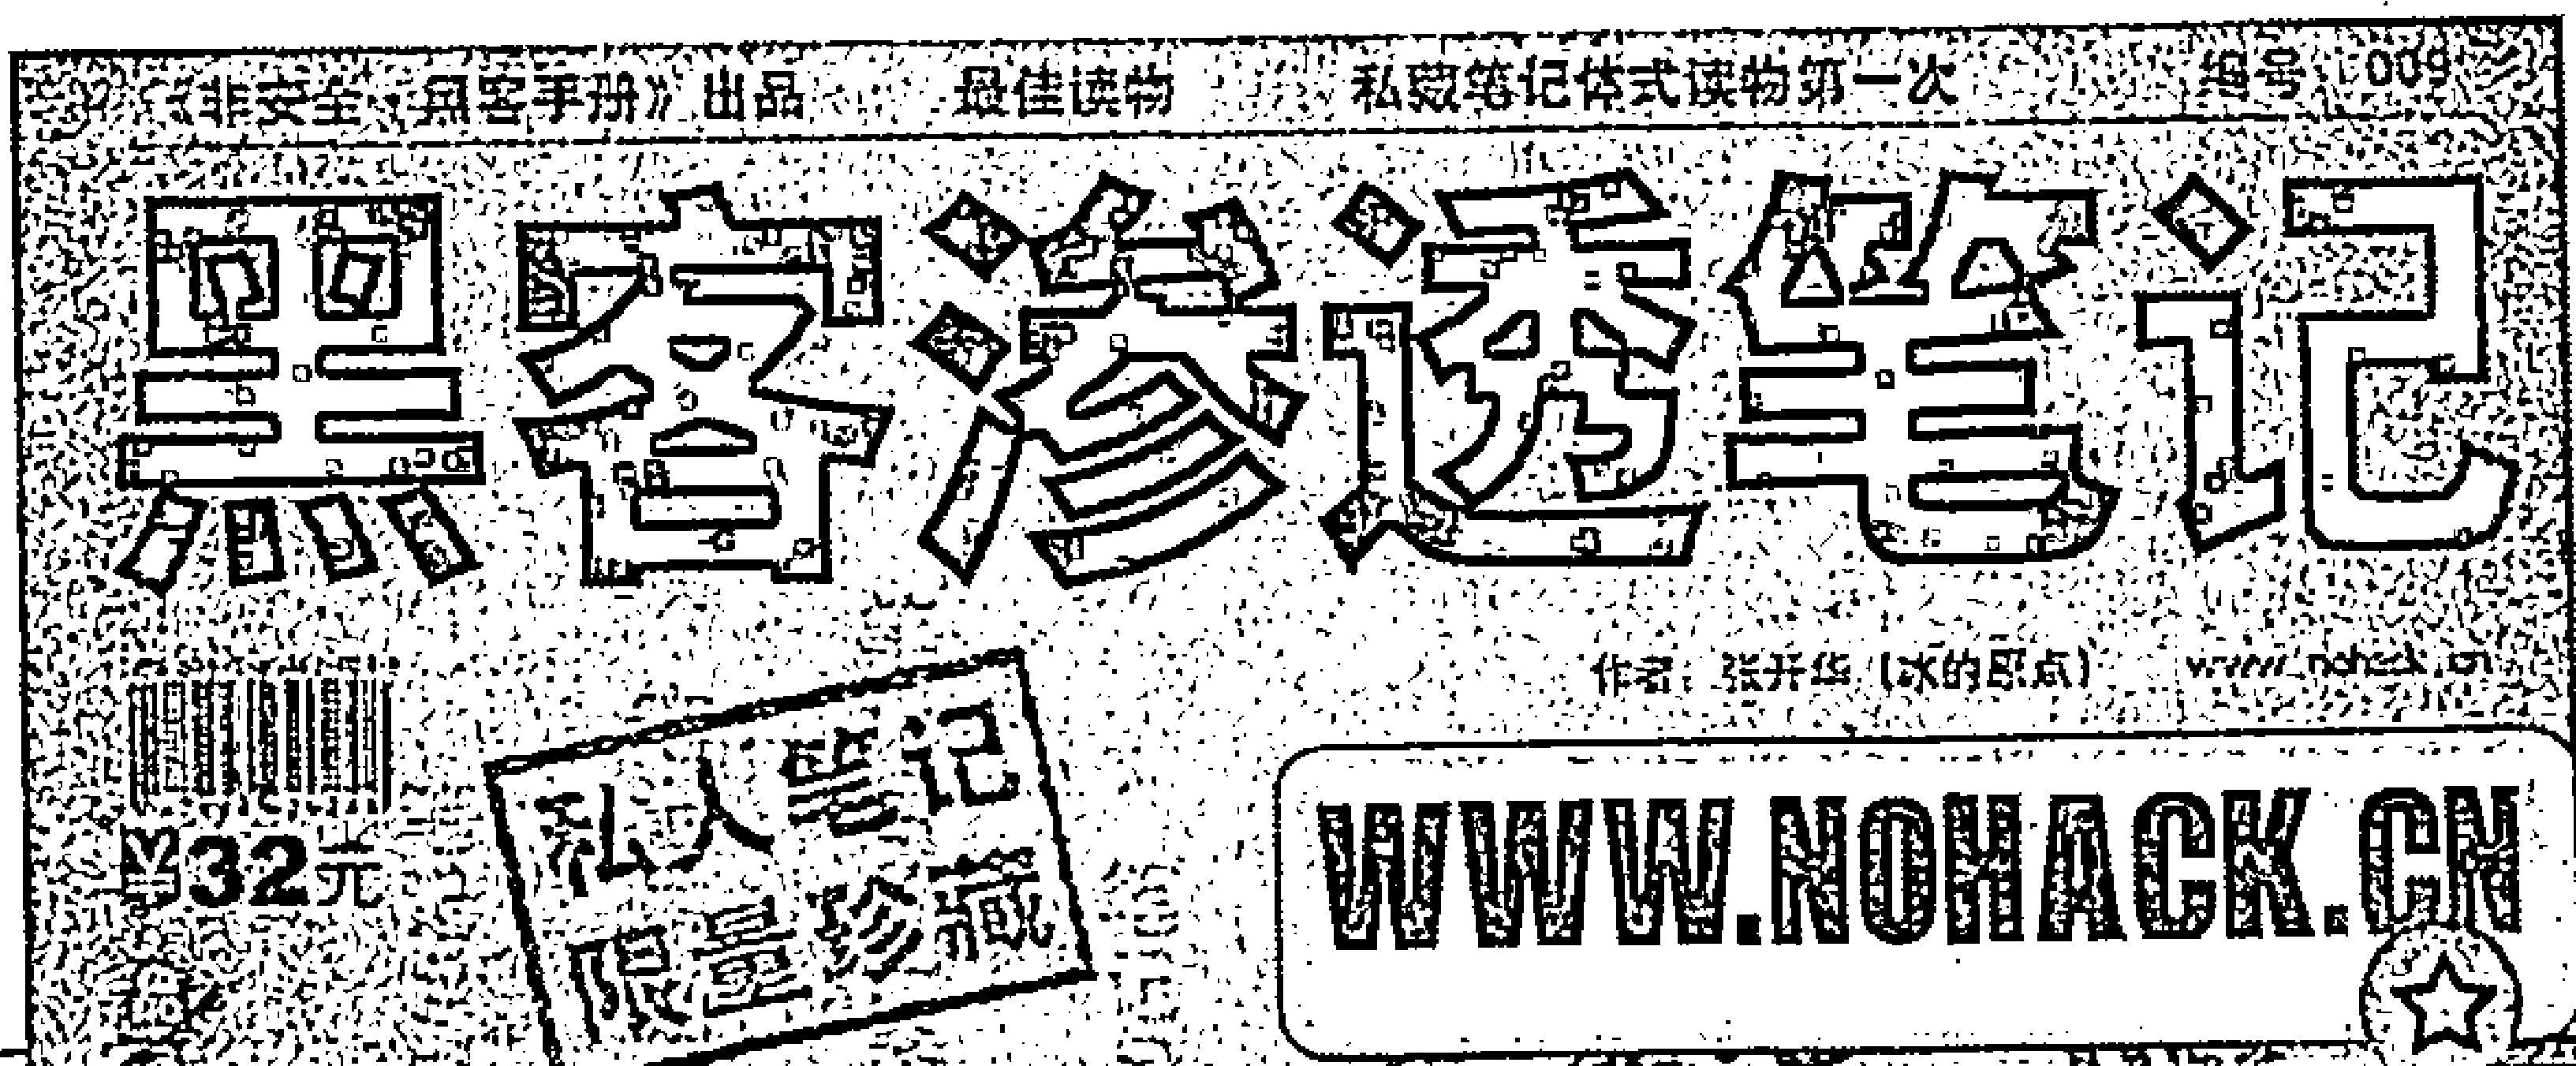 《非安全·黑客手册》出品 最佳读物 私藏笔记体式读物第一次 编号 009
黑客渗透笔记
作者：张开华（冰的原点） www.nohack.cn
私人笔记
限量珍藏
WWW.NOHACK.CN
¥32元